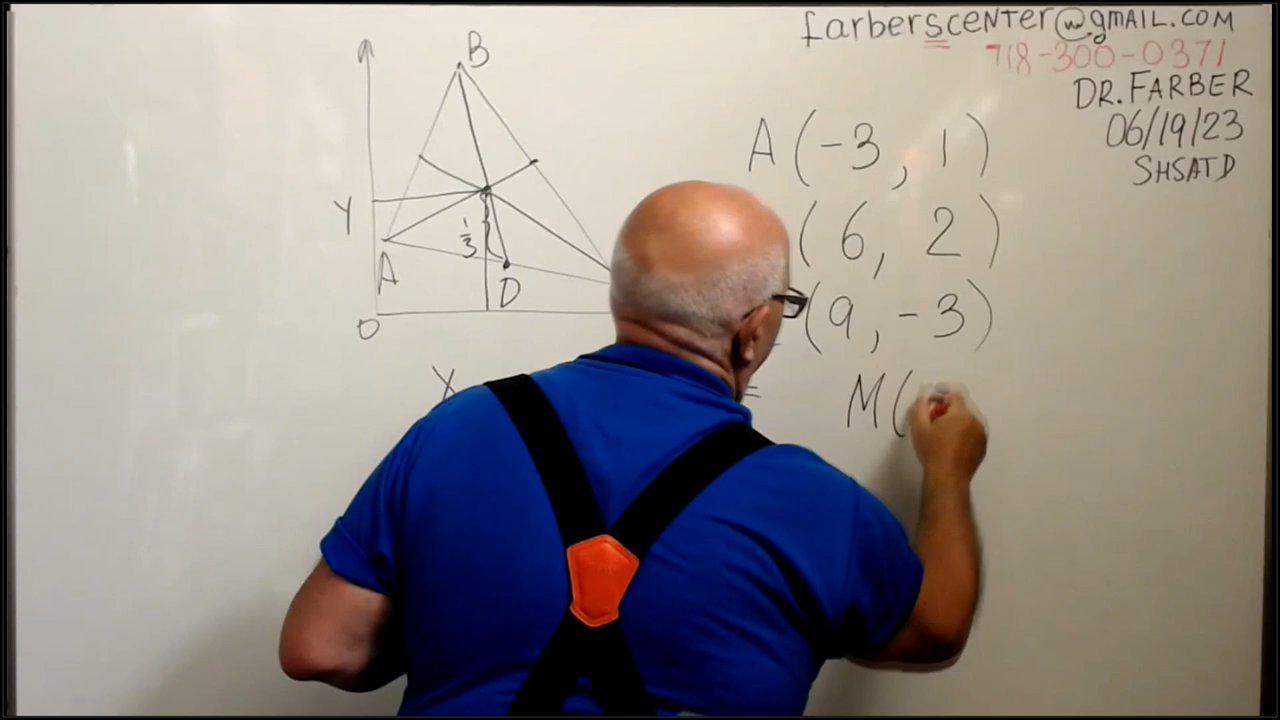 farberscenter@gmail.com
718-300-0371
DR. FARBER
06/19/23
SHSATD
B
Y
1/3
A
D
O
X
=
A(-3, 1)
(6, 2)
(9, -3)
M(